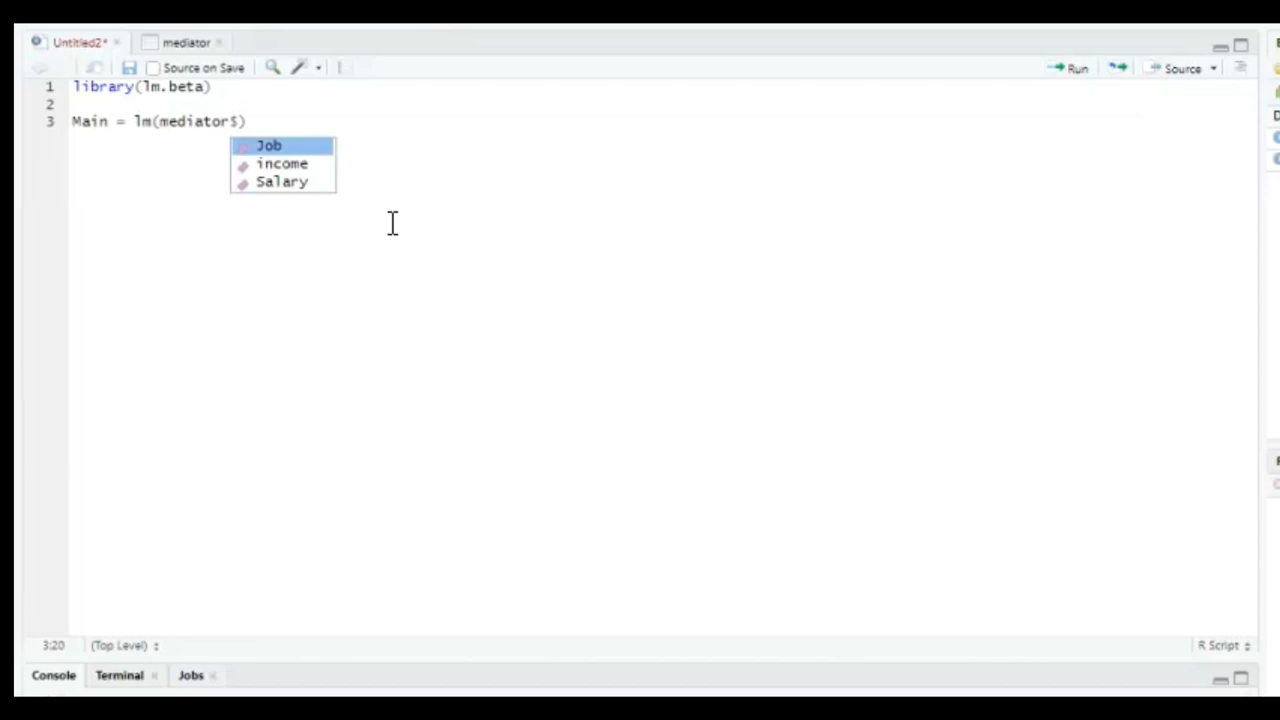 Untitled2* × mediator ×
Source on Save Run Source
1 library(lm.beta)
2
3 Main = lm(mediator$)
Job
income
Salary
3:20 (Top Level) R Script
Console Terminal × Jobs ×